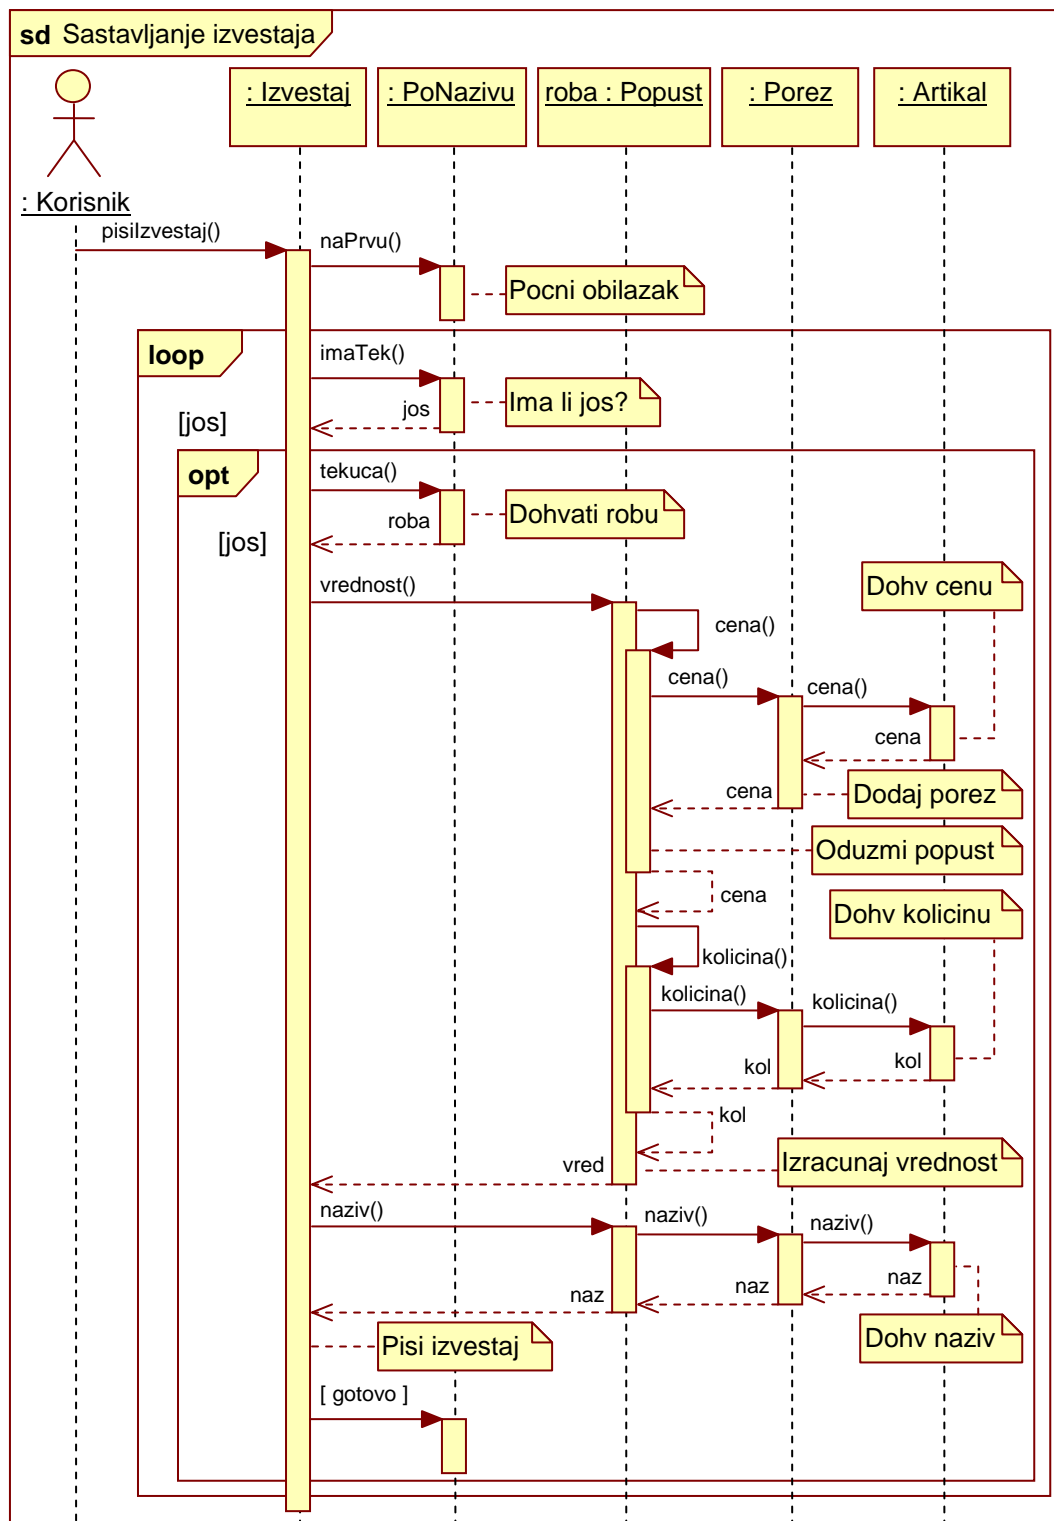 sd Sastavljanje izvestaja
: Izvestaj
: PoNazivu
roba : Popust
: Porez
: Artikal
: Korisnik
pisiIzvestaj()
naPrvu()
Pocni obilazak
loop
imaTek()
Ima li jos?
jos
[jos]
opt
tekuca()
Dohvati robu
roba
[jos]
vrednost()
Dohv cenu
cena()
cena()
cena()
cena
cena
Dodaj porez
Oduzmi popust
cena
Dohv kolicinu
kolicina()
kolicina()
kolicina()
kol
kol
kol
Izracunaj vrednost
vred
naziv()
naziv()
naziv()
naz
naz
naz
Pisi izvestaj
Dohv naziv
[ gotovo ]